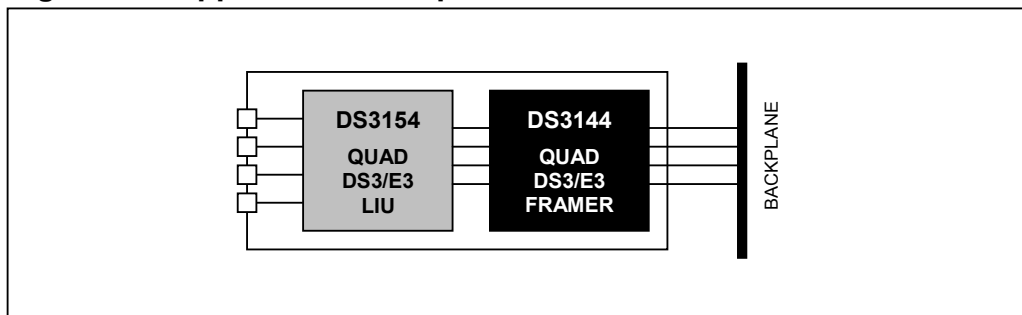 DS3154
QUAD
DS3/E3
LIU
DS3144
QUAD
DS3/E3
FRAMER
BACKPLANE